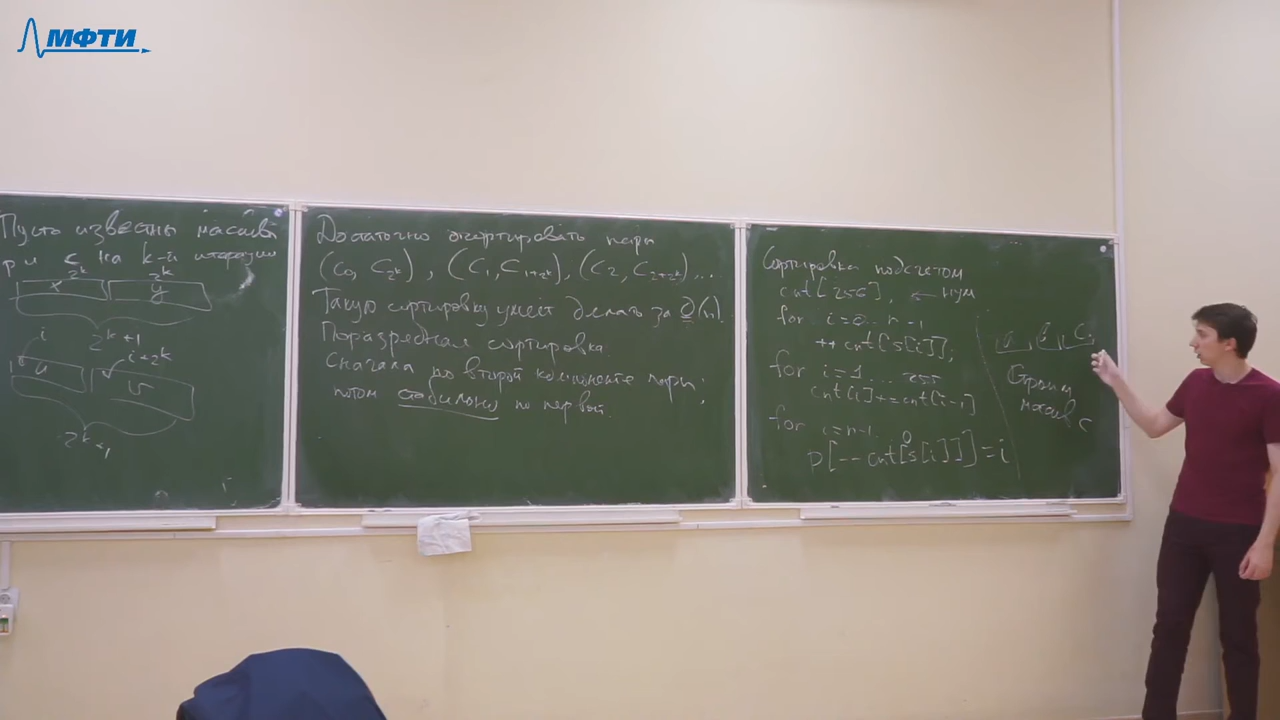 МФТИ
Пусть известны массивы
p и c на k-й итерации
2^k 2^k
x y
2^k+1
i
i+2^k
u v
2^k+1
Достаточно отсортировать пары
(c0, c2^k), (c1, c1+2^k), (c2, c2+2^k), ...
Такую сортировку умеем делать за O(n).
Поразрядная сортировка.
Сначала по второй компоненте пары,
потом стабильно по первой.
Сортировка подсчетом
cnt[256], ← нули
for i=0..n-1
++cnt[s[i]];
for i=1 ... 255
cnt[i]+=cnt[i-1]
for i=n-1..0
p[--cnt[s[i]]]=i
a, b, c,
Строим
массив c